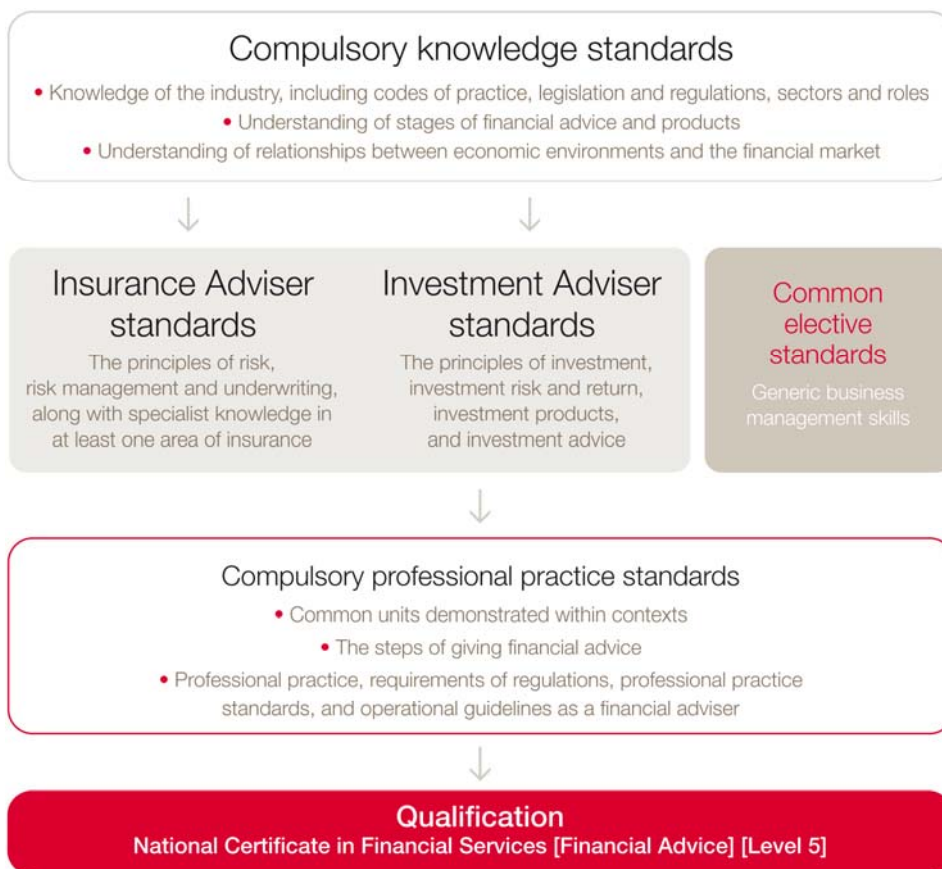 Compulsory knowledge standards
• Knowledge of the industry, including codes of practice, legislation and regulations, sectors and roles
• Understanding of stages of financial advice and products
• Understanding of relationships between economic environments and the financial market
Insurance Adviser
standards
The principles of risk,
risk management and underwriting,
along with specialist knowledge in
at least one area of insurance
Investment Adviser
standards
The principles of investment,
investment risk and return,
investment products,
and investment advice
Common
elective
standards
Generic business
management skills
Compulsory professional practice standards
• Common units demonstrated within contexts
• The steps of giving financial advice
• Professional practice, requirements of regulations, professional practice
standards, and operational guidelines as a financial adviser
Qualification
National Certificate in Financial Services [Financial Advice] [Level 5]